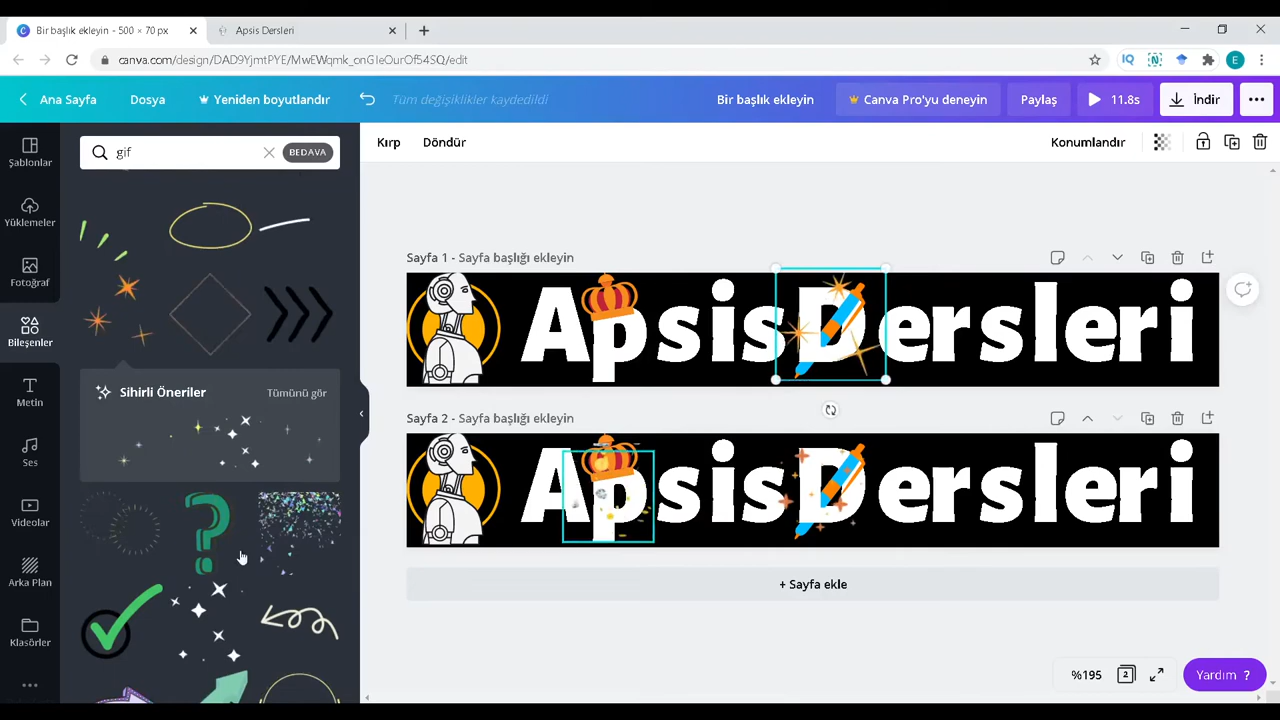 Bir başlık ekleyin - 500 × 70 px
Apsis Dersleri
canva.com/design/DAD9YjmtPYE/MwEWqmk_cnGIeOurOf54SQ/edit
E
Ana Sayfa
Dosya
Yeniden boyutlandır
Tüm değişiklikler kaydedildi
Bir başlık ekleyin
Canva Pro'yu deneyin
Paylaş
11.8s
İndir
Şablonlar
Yüklemeler
Fotoğraf
Bileşenler
Metin
Ses
Videolar
Arka Plan
Klasörler
gif
BEDAVA
Sihirli Öneriler
Tümünü gör
Kırp
Döndür
Konumlandır
Sayfa 1 - Sayfa başlığı ekleyin
ApsisDersleri
Sayfa 2 - Sayfa başlığı ekleyin
ApsisDersleri
+ Sayfa ekle
%195
2
Yardım ?